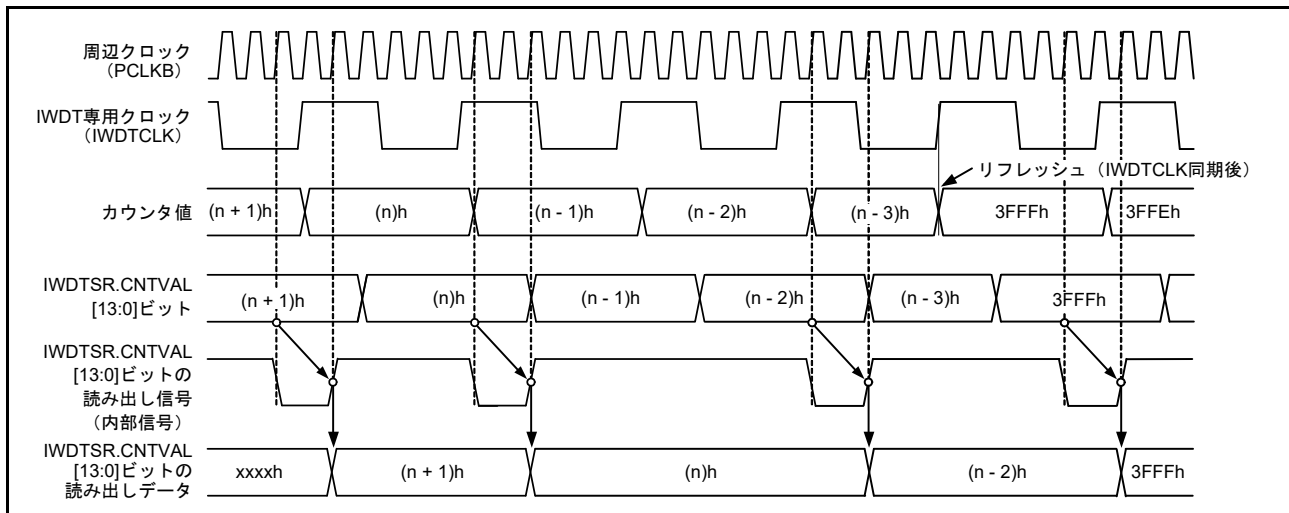 周辺クロック
（PCLKB）
IWDT専用クロック
（IWDTCLK）
リフレッシュ（IWDTCLK同期後）
カウンタ値
(n + 1)h
(n)h
(n - 1)h
(n - 2)h
(n - 3)h
3FFFh
3FFEh
IWDTSR.CNTVAL
[13:0]ビット
(n + 1)h
(n)h
(n - 1)h
(n - 2)h
(n - 3)h
3FFFh
IWDTSR.CNTVAL
[13:0]ビットの
読み出し信号
（内部信号）
IWDTSR.CNTVAL
[13:0]ビットの
読み出しデータ
xxxxh
(n + 1)h
(n)h
(n - 2)h
3FFFh